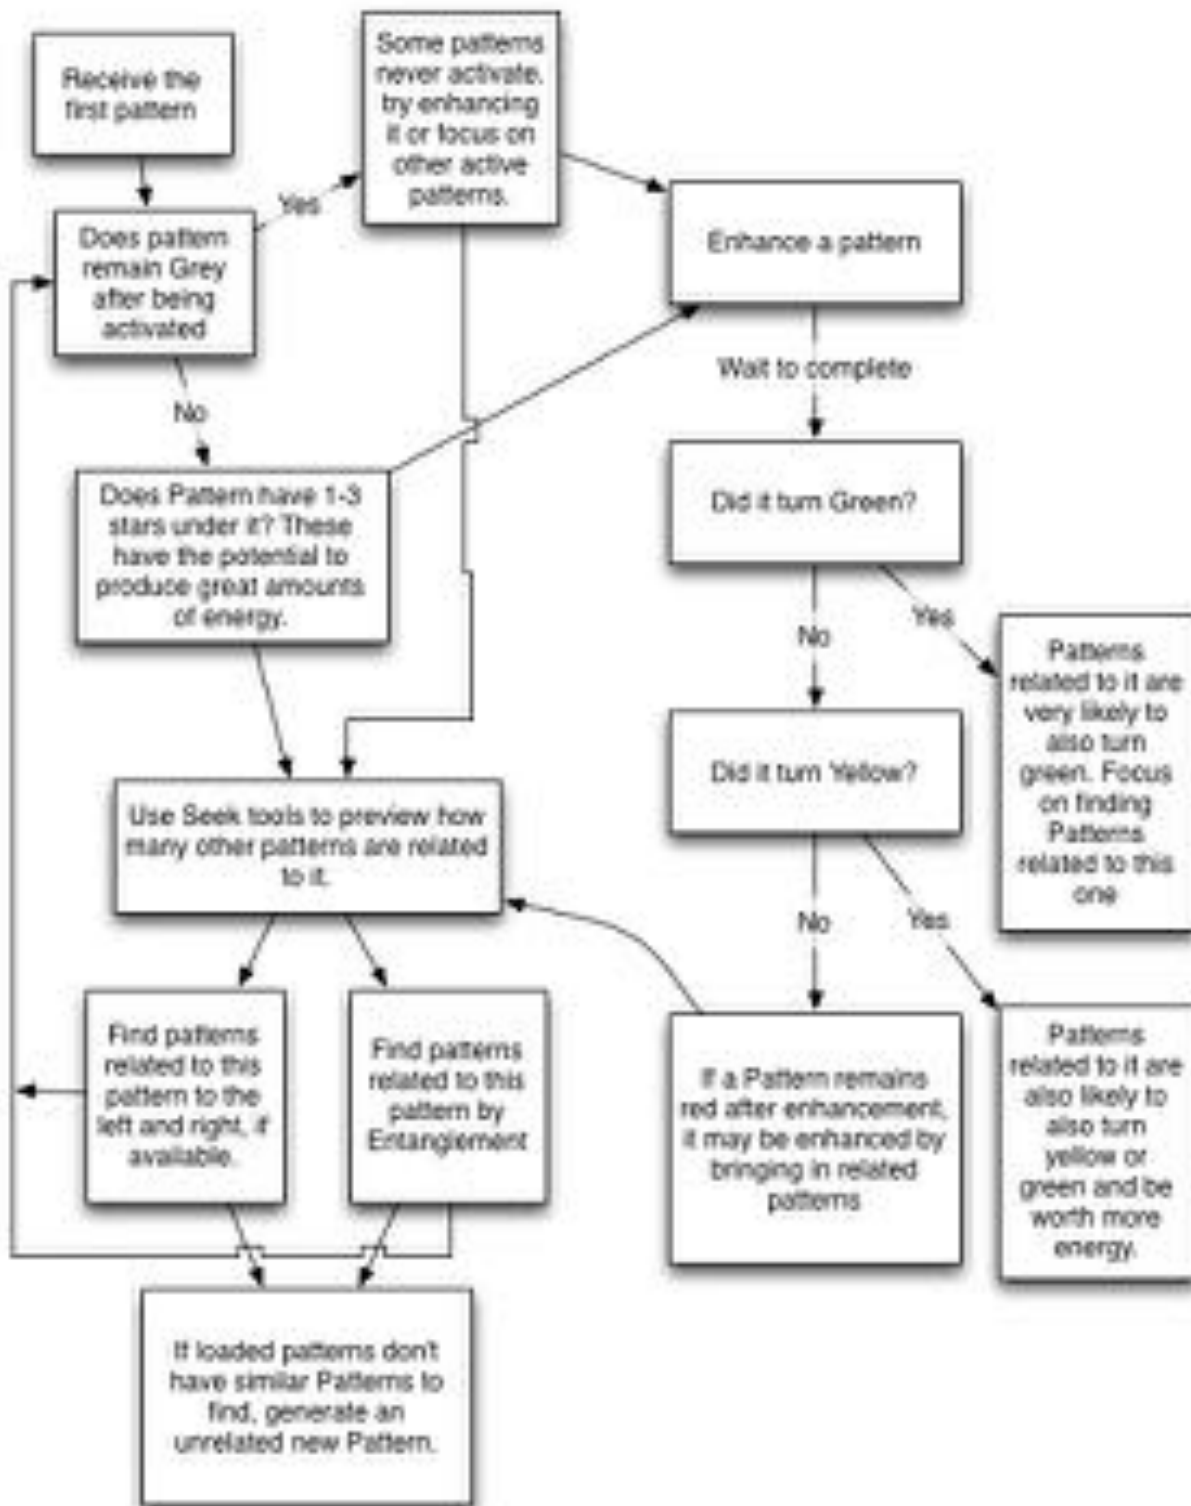 Receive the
first pattern
Some patterns
never activate,
try enhancing
it or focus on
other active
patterns.
Yes
Does pattern
remain Grey
after being
activated
Enhance a pattern
Wait to complete
No
Does Pattern have 1-3
stars under it? These
have the potential to
produce great amounts
of energy.
Did it turn Green?
No
Yes
Patterns
related to it are
very likely to
also turn
green. Focus
on finding
Patterns
related to this
one
Did it turn Yellow?
Use Seek tools to preview how
many other patterns are related
to it.
No
Yes
Find patterns
related to this
pattern to the
left and right, if
available.
Find patterns
related to this
pattern by
Entanglement
If a Pattern remains
red after enhancement,
it may be enhanced by
bringing in related
patterns
Patterns
related to it are
also likely to
also turn
yellow or
green and be
worth more
energy.
If loaded patterns don't
have similar Patterns to
find, generate an
unrelated new Pattern.